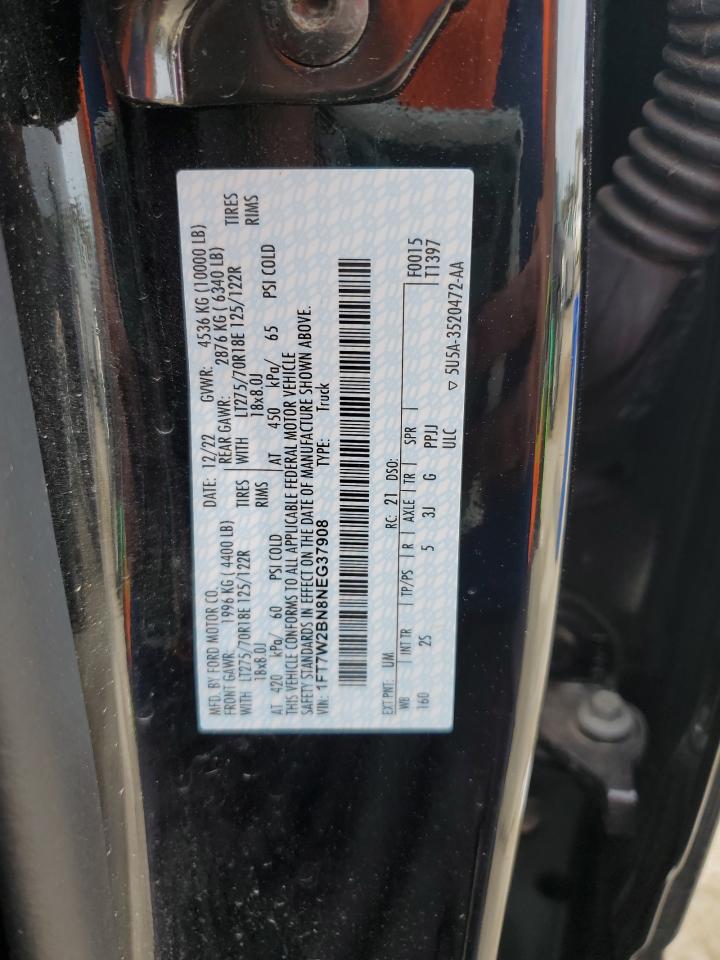 MFD. BY FORD MOTOR CO.
DATE: 12/22 GVWR: 4536 KG (10000 LB)
FRONT GAWR: 1996 KG ( 4400 LB)
REAR GAWR: 2876 KG ( 6340 LB)
WITH LT275/70R18E 125/122R TIRES
WITH LT275/70R18E 125/122R TIRES
18x8.0J RIMS
18x8.0J RIMS
AT 420 kPa/ 60 PSI COLD
AT 450 kPa/ 65 PSI COLD
THIS VEHICLE CONFORMS TO ALL APPLICABLE FEDERAL MOTOR VEHICLE
SAFETY STANDARDS IN EFFECT ON THE DATE OF MANUFACTURE SHOWN ABOVE.
VIN: 1FT7W2BN8NEG37908 TYPE: Truck
EXT PNT: UM RC: 21 DSO: F0015
T1397
WB INT TR TP/PS R AXLE TR SPR
160 2S 5 3J G PPJJ
ULC ▽ 5U5A-3520472-AA